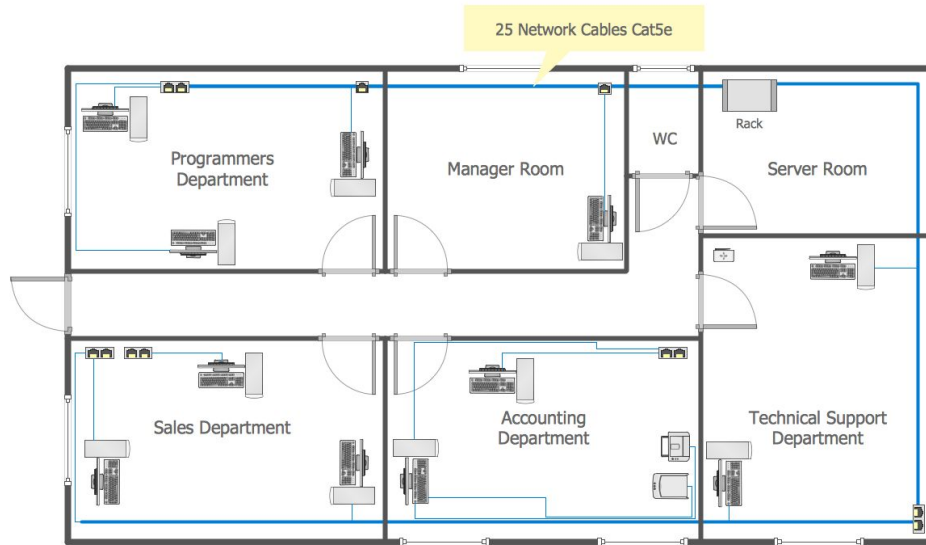 25 Network Cables Cat5e
Programmers
Department
Manager Room
WC
Rack
Server Room
Sales Department
Accounting
Department
Technical Support
Department